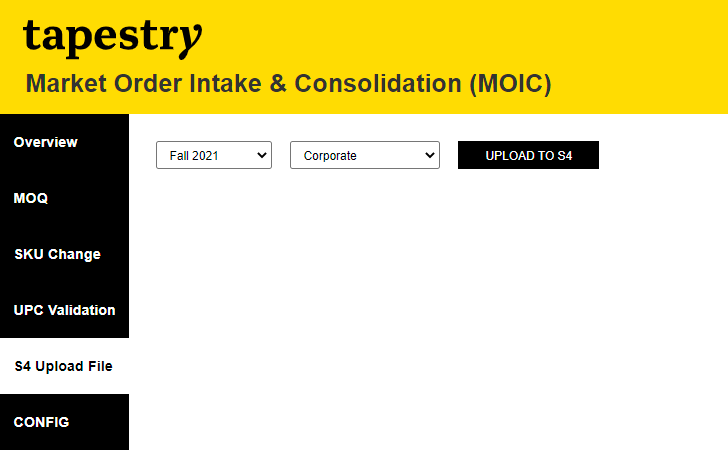 tapestry
Market Order Intake & Consolidation (MOIC)
Overview
MOQ
SKU Change
UPC Validation
S4 Upload File
CONFIG
Fall 2021
Corporate
UPLOAD TO S4